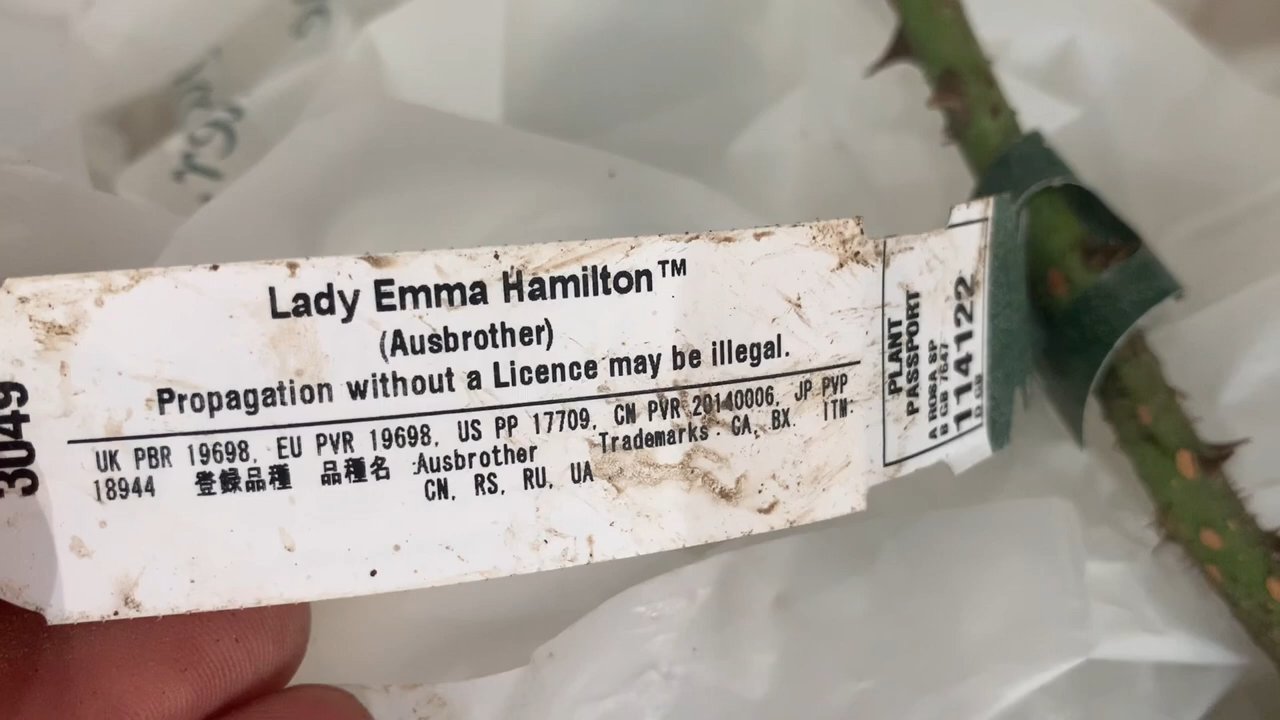 Lady Emma Hamilton™
(Ausbrother)
Propagation without a Licence may be illegal.
UK PBR 19698, EU PVR 19698, US PP 17709, CN PVR 20140006, JP PVP
18944 登録品種 品種名 :Ausbrother Trademarks · CA, BX. ITM·
CN, RS, RU, UA
3049
PLANT
PASSPORT
A ROSA SP
B GB 7647
114122
D GB